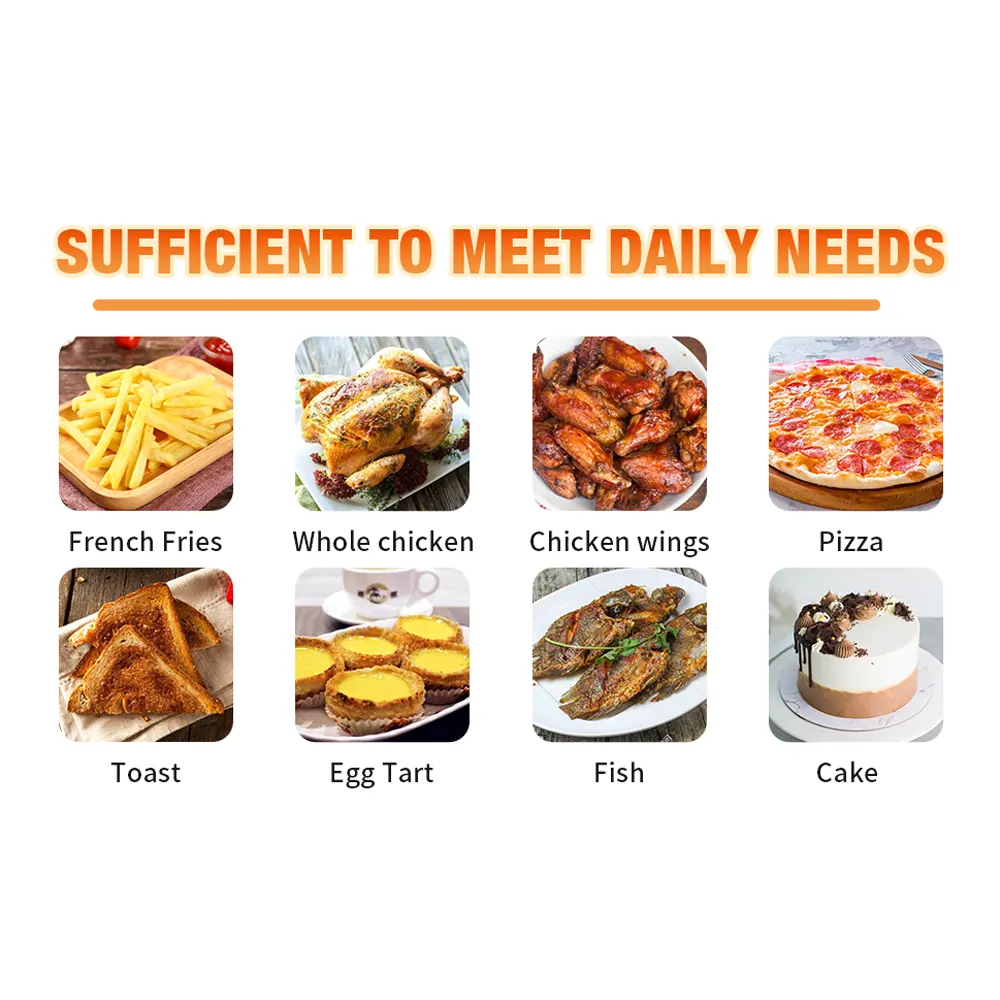 SUFFICIENT TO MEET DAILY NEEDS
French Fries
Whole chicken
Chicken wings
Pizza
Toast
Egg Tart
Fish
Cake